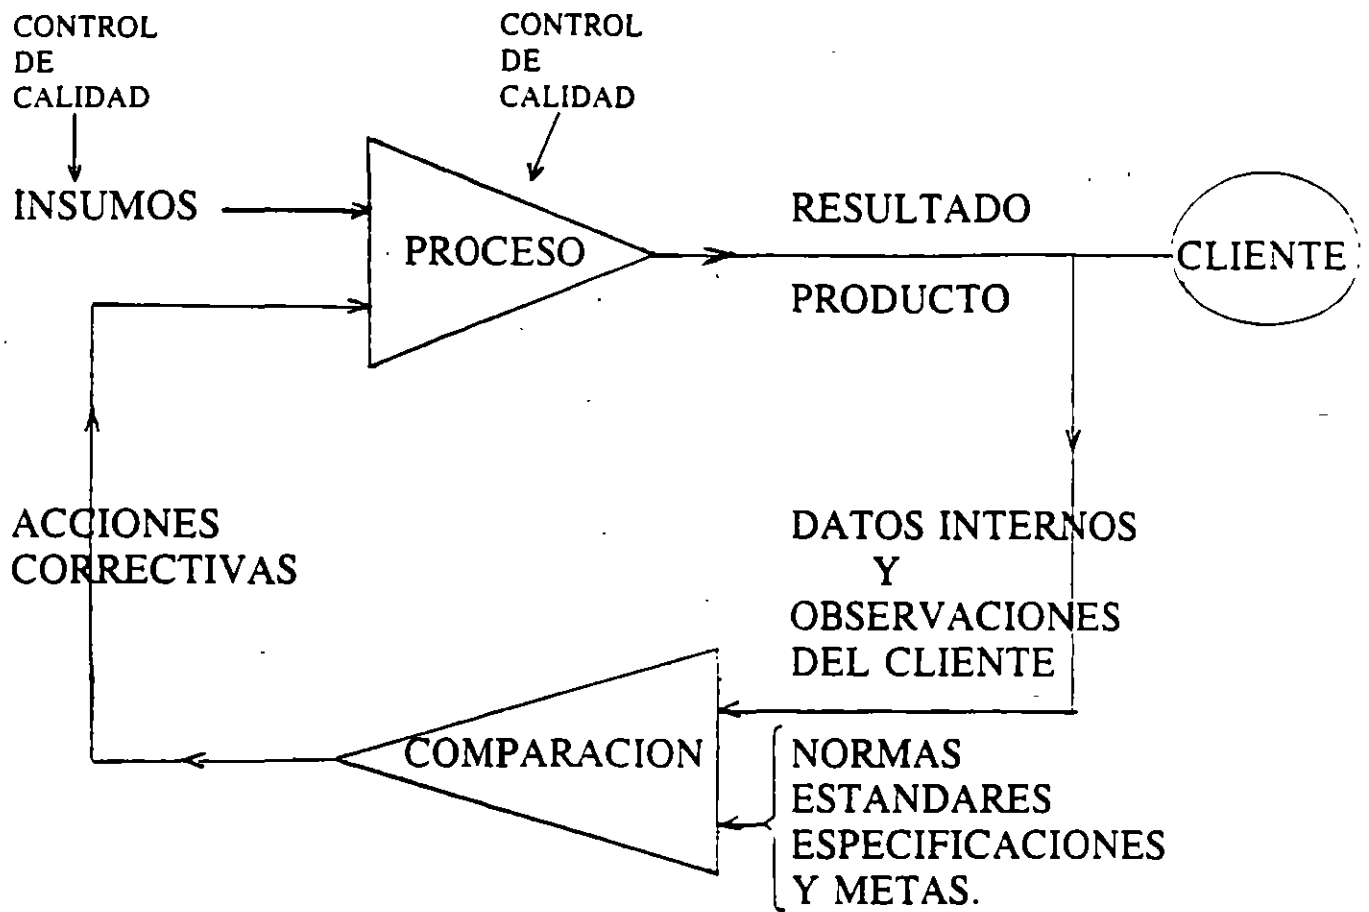 CONTROL
DE
CALIDAD
CONTROL
DE
CALIDAD
INSUMOS
PROCESO
RESULTADO
PRODUCTO
CLIENTE
ACCIONES
CORRECTIVAS
DATOS INTERNOS
Y
OBSERVACIONES
DEL CLIENTE
COMPARACION
NORMAS
ESTANDARES
ESPECIFICACIONES
Y METAS.